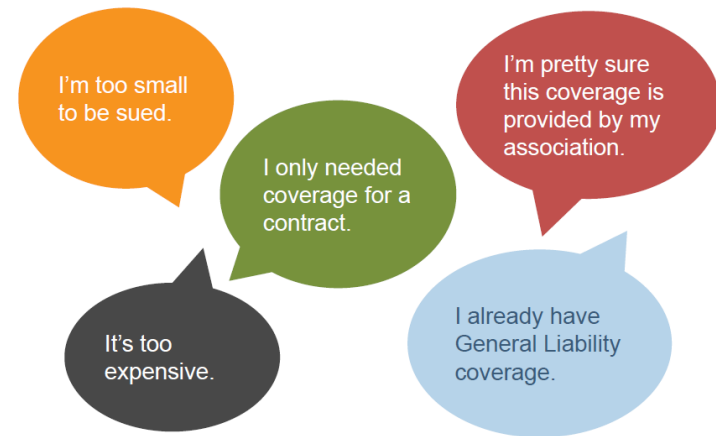 I'm too small
to be sued.
I only needed
coverage for a
contract.
I'm pretty sure
this coverage is
provided by my
association.
It's too
expensive.
I already have
General Liability
coverage.